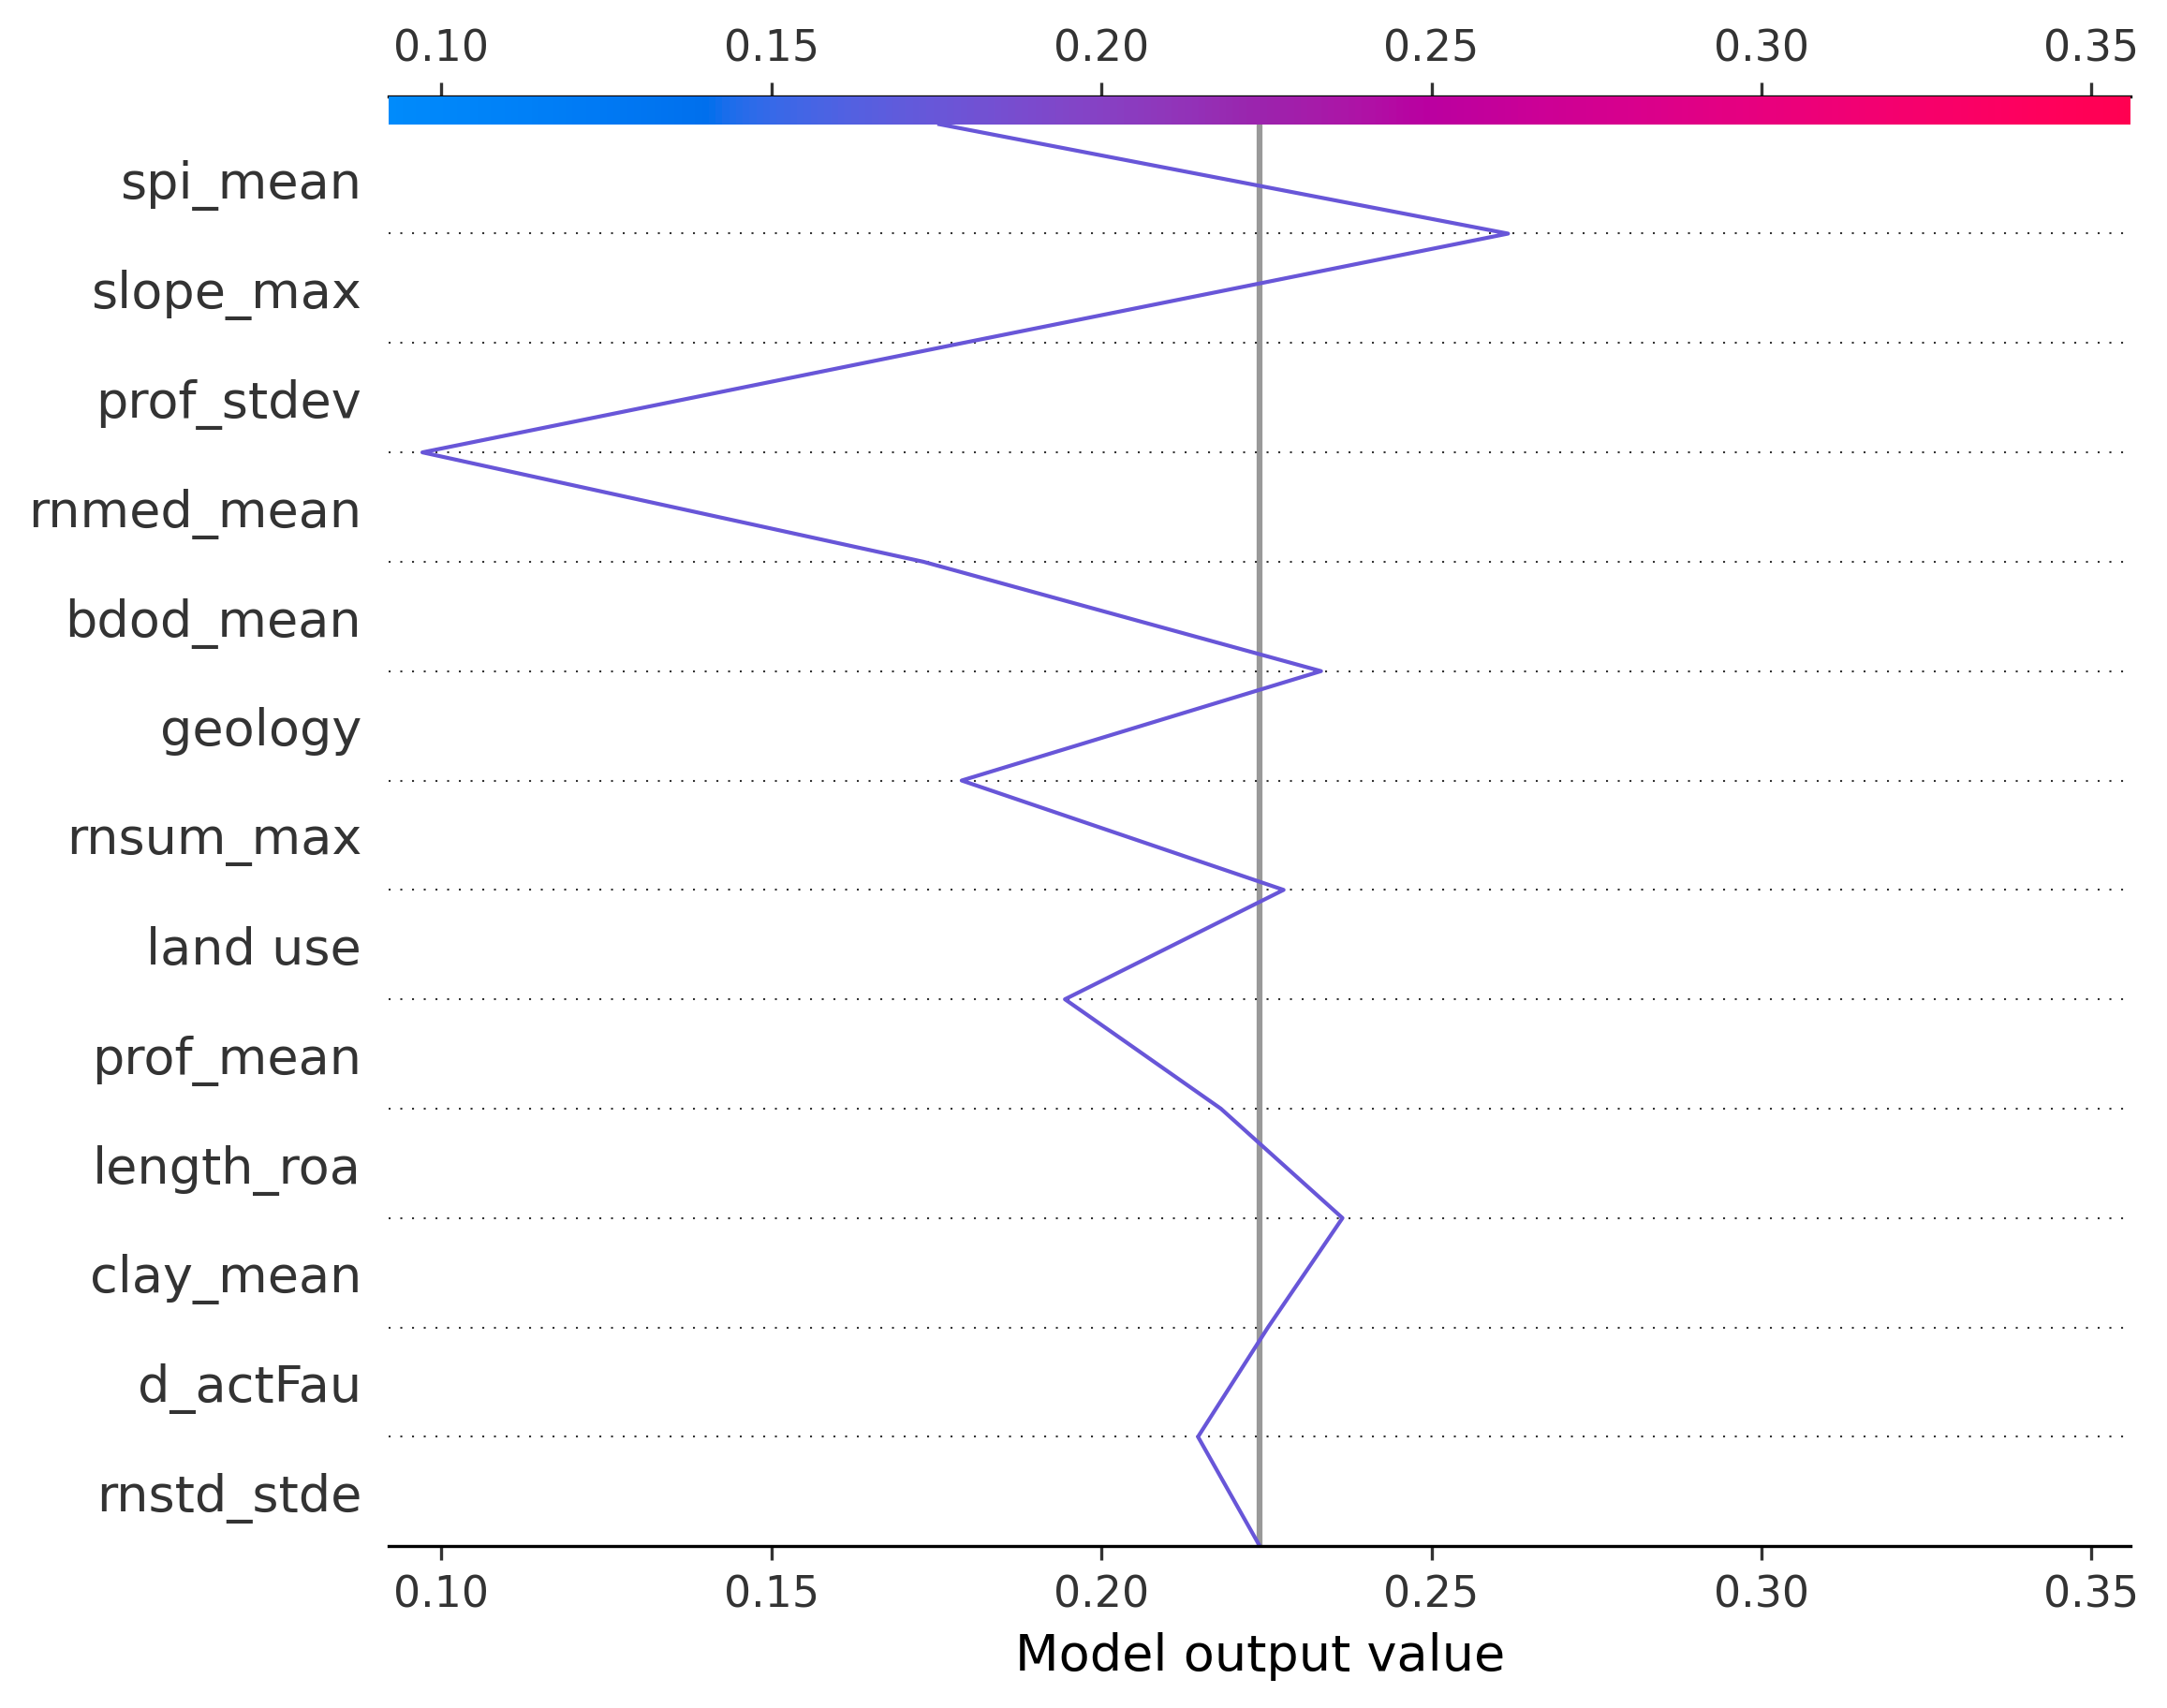 0.10 0.15 0.20 0.25 0.30 0.35
spi_mean
slope_max
prof_stdev
rnmed_mean
bdod_mean
geology
rnsum_max
land use
prof_mean
length_roa
clay_mean
d_actFau
rnstd_stde
0.10 0.15 0.20 0.25 0.30 0.35
Model output value